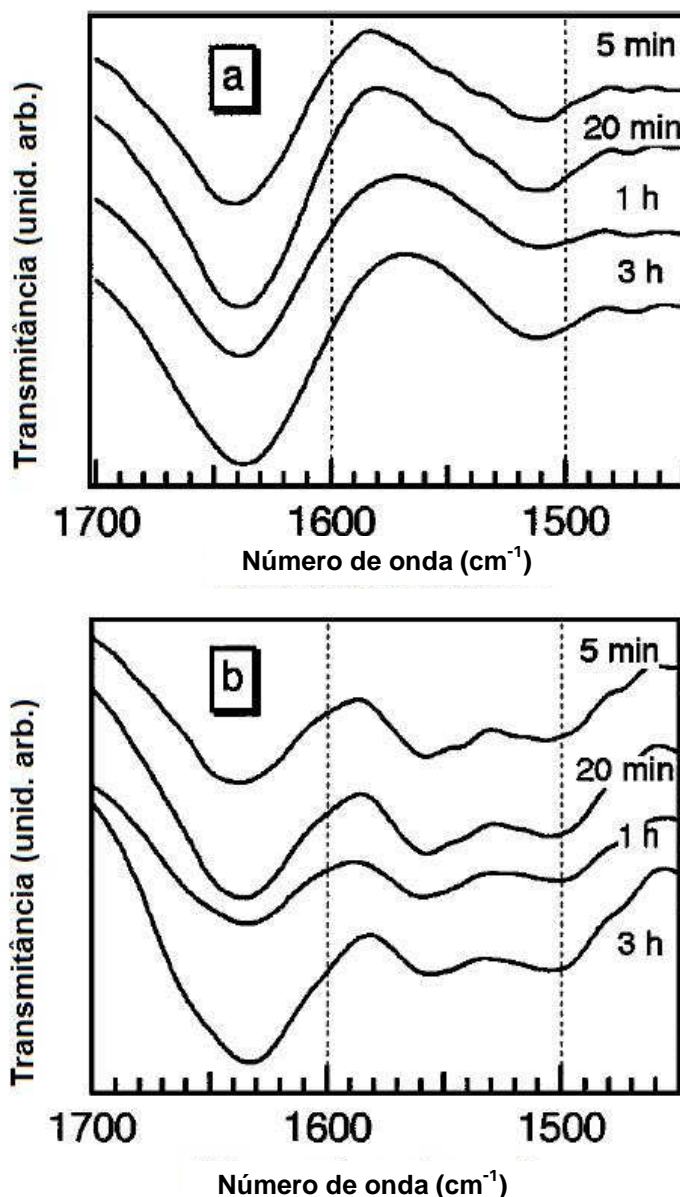 a
5 min
20 min
1 h
3 h
Transmitância (unid. arb.)
1700 1600 1500
Número de onda (cm⁻¹)
b
5 min
20 min
1 h
3 h
Transmitância (unid. arb.)
1700 1600 1500
Número de onda (cm⁻¹)